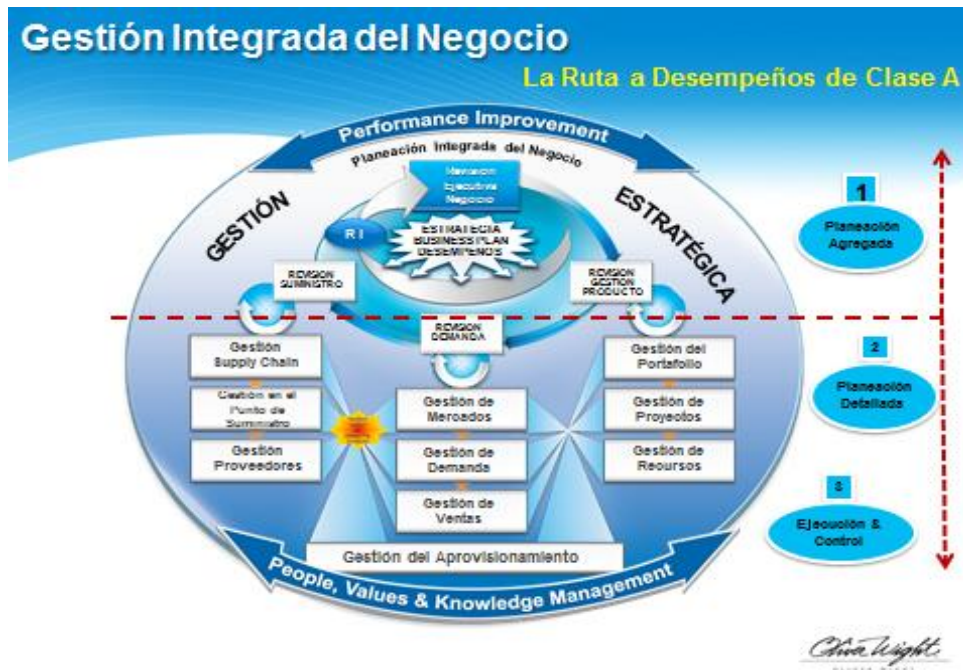 Gestión Integrada del Negocio
La Ruta a Desempeños de Clase A
Performance Improvement
Planeación Integrada del Negocio
GESTIÓN
ESTRATÉGICA
Revisión
Ejecutiva
Negocio
R I
ESTRATEGIA
BUSINESS PLAN
DESEMPEÑOS
REVISION
SUMINISTRO
REVISION
GESTION
PRODUCTO
REVISION
DEMANDA
1
Planeación
Agregada
Gestión
Supply Chain
Gestión en el
Punto de
Suministro
Gestión
Proveedores
Gestión de
Mercados
Gestión de
Demanda
Gestión de
Ventas
Gestión del
Portafolio
Gestión de
Proyectos
Gestión de
Recursos
2
Planeación
Detallada
3
Ejecución &
Control
Gestión del Aprovisionamiento
People, Values & Knowledge Management
Oliver Wight